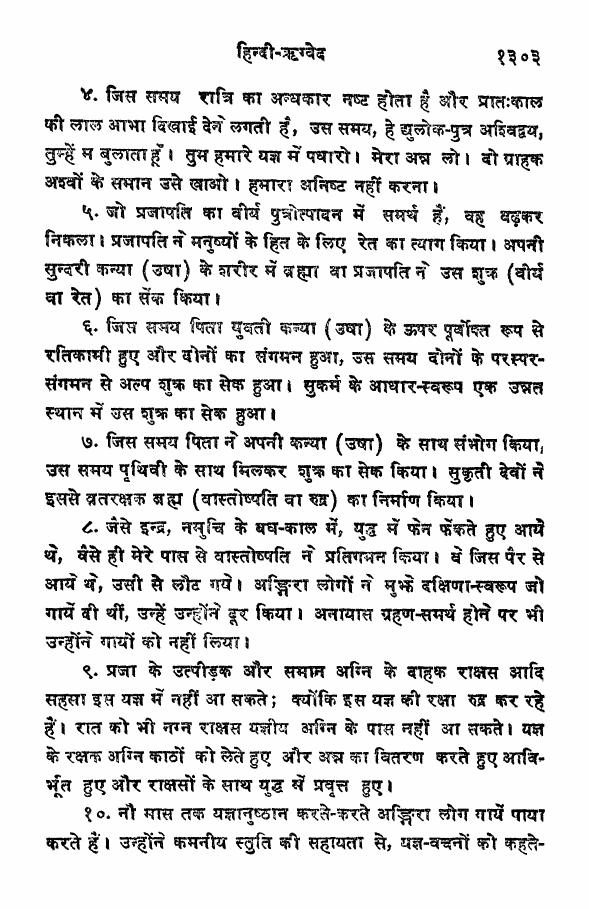 हिन्दी-ऋग्वेद १३०३
४. जिस समय रात्रि का अन्धकार नष्ट होता है और प्रातःकाल
की लाल आभा दिखाई देने लगती है, उस समय, हे द्युलोक-पुत्र अश्विद्वय,
तुम्हें म बुलाता हूँ। तुम हमारे यज्ञ में पधारो। मेरा अन्न लो। दो ग्राहक
अश्वों के समान उसे खाओ। हमारा अनिष्ट नहीं करना।
५. जो प्रजापति का वीर्य पुत्रोत्पादन में समर्थ है, वह बढ़कर
निकला। प्रजापति ने मनुष्यों के हित के लिए रेत का त्याग किया। अपनी
सुन्दरी कन्या (उषा) के शरीर में ब्रह्मा वा प्रजापति ने उस शुक्र (वीर्य
वा रेत) का सेंक किया।
६. जिस समय पिता युवती कन्या (उषा) के ऊपर पूर्वोक्त रूप से
रतिकामी हुए और दोनों का संगमन हुआ, उस समय दोनों के परस्पर-
संगमन से अल्प शुक्र का सेक हुआ। सुकर्म के आधार-स्वरूप एक उन्नत
स्थान में उस शुक्र का सेक हुआ।
७. जिस समय पिता ने अपनी कन्या (उषा) के साथ संभोग किया,
उस समय पृथिवी के साथ मिलकर शुक्र का सेक किया। सुकृती देवों ने
इससे व्रतरक्षक ब्रह्म (वास्तोष्पति वा रुद्र) का निर्माण किया।
८. जैसे इन्द्र, नमुचि के वध-काल में, युद्ध में फेन फेंकते हुए आये
थे, वैसे ही मेरे पास से वास्तोष्पति ने प्रतिगमन किया। वे जिस पैर से
आये थे, उसी से लौट गये। अङ्गिरा लोगों ने मुझे दक्षिणा-स्वरूप जो
गायें दी थीं, उन्हें उन्होंने दूर किया। अनायास ग्रहण-समर्थ होने पर भी
उन्होंने गायों को नहीं लिया।
९. प्रजा के उत्पीड़क और समान अग्नि के दाहक राक्षस आदि
सहसा इस यज्ञ में नहीं आ सकते; क्योंकि इस यज्ञ की रक्षा रुद्र कर रहे
हैं। रात को भी नग्न राक्षस यज्ञीय अग्नि के पास नहीं आ सकते। यज्ञ
के रक्षक अग्नि काठों को लेते हुए और अन्न का वितरण करते हुए आवि-
र्भूत हुए और राक्षसों के साथ युद्ध में प्रवृत्त हुए।
१०. नौ मास तक यज्ञानुष्ठान करते-करते अङ्गिरा लोग गायें पाया
करते हैं। उन्होंने कमनीय स्तुति की सहायता से, यज्ञ-वचनों को कहते-